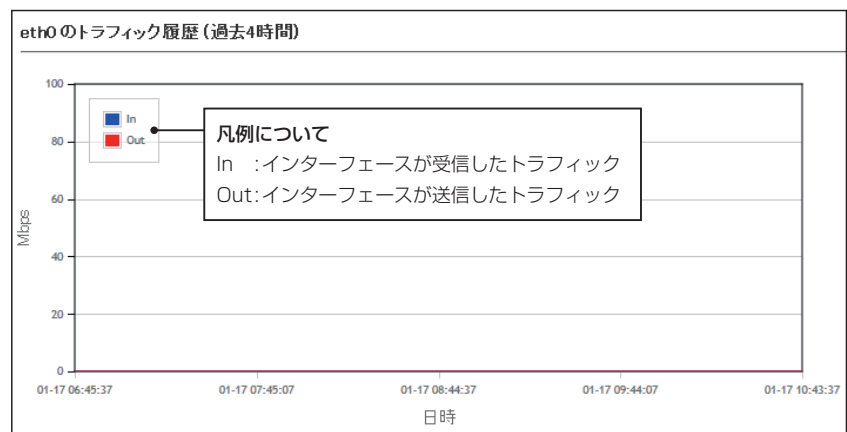 eth0のトラフィック履歴(過去4時間)
100
80
60
40
20
0
Mbps
In
Out
凡例について
In :インターフェースが受信したトラフィック
Out:インターフェースが送信したトラフィック
01-17 06:45:37
01-17 07:45:07
01-17 08:44:37
01-17 09:44:07
01-17 10:43:37
日時